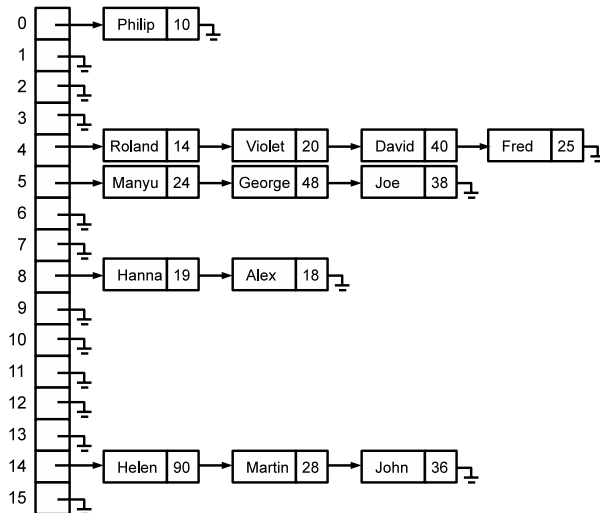 0 Philip 10
1
2
3
4 Roland 14 Violet 20 David 40 Fred 25
5 Manyu 24 George 48 Joe 38
6
7
8 Hanna 19 Alex 18
9
10
11
12
13
14 Helen 90 Martin 28 John 36
15